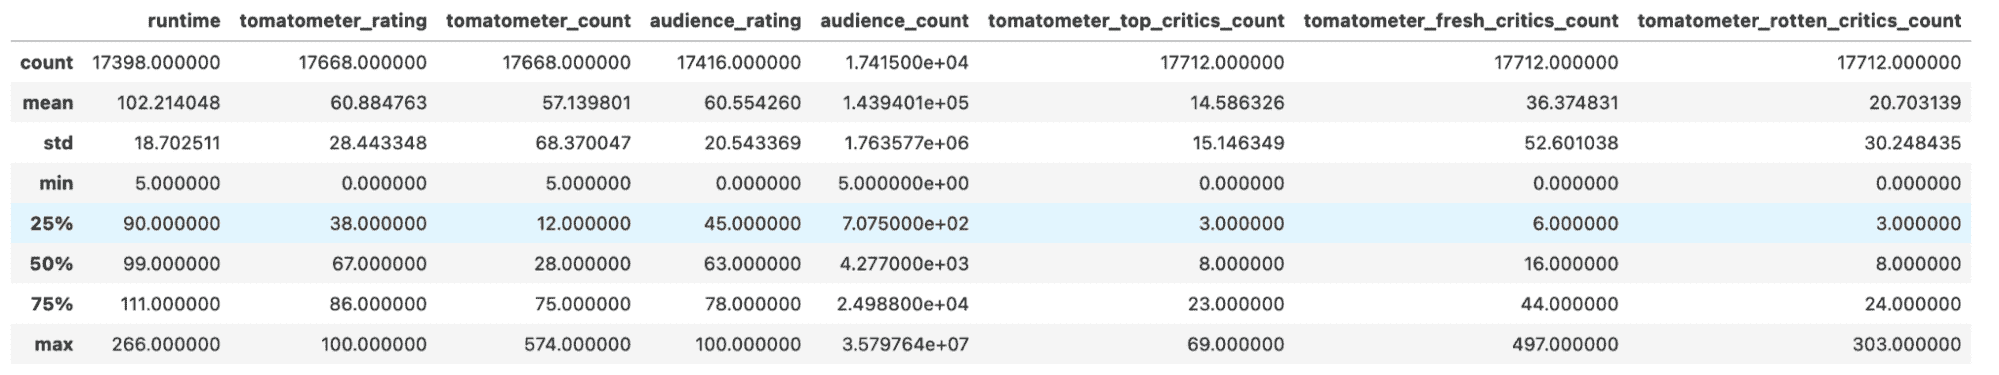 runtime tomatometer_rating tomatometer_count audience_rating audience_count tomatometer_top_critics_count tomatometer_fresh_critics_count tomatometer_rotten_critics_count
count 17398.000000 17668.000000 17668.000000 17416.000000 1.741500e+04 17712.000000 17712.000000 17712.000000
mean 102.214048 60.884763 57.139801 60.554260 1.439401e+05 14.586326 36.374831 20.703139
std 18.702511 28.443348 68.370047 20.543369 1.763577e+06 15.146349 52.601038 30.248435
min 5.000000 0.000000 5.000000 0.000000 5.000000e+00 0.000000 0.000000 0.000000
25% 90.000000 38.000000 12.000000 45.000000 7.075000e+02 3.000000 6.000000 3.000000
50% 99.000000 67.000000 28.000000 63.000000 4.277000e+03 8.000000 16.000000 8.000000
75% 111.000000 86.000000 75.000000 78.000000 2.498800e+04 23.000000 44.000000 24.000000
max 266.000000 100.000000 574.000000 100.000000 3.579764e+07 69.000000 497.000000 303.000000